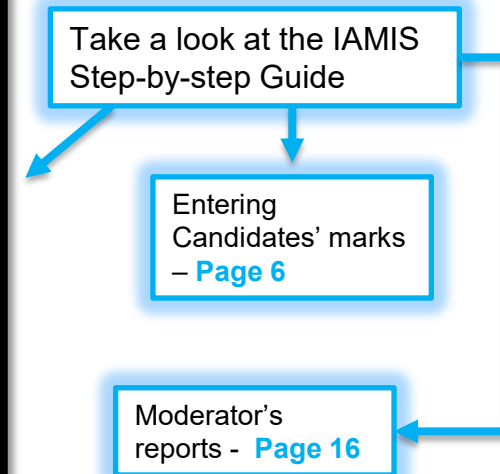 Take a look at the IAMIS
Step-by-step Guide
Entering
Candidates’ marks
– Page 6
Moderator’s
reports - Page 16